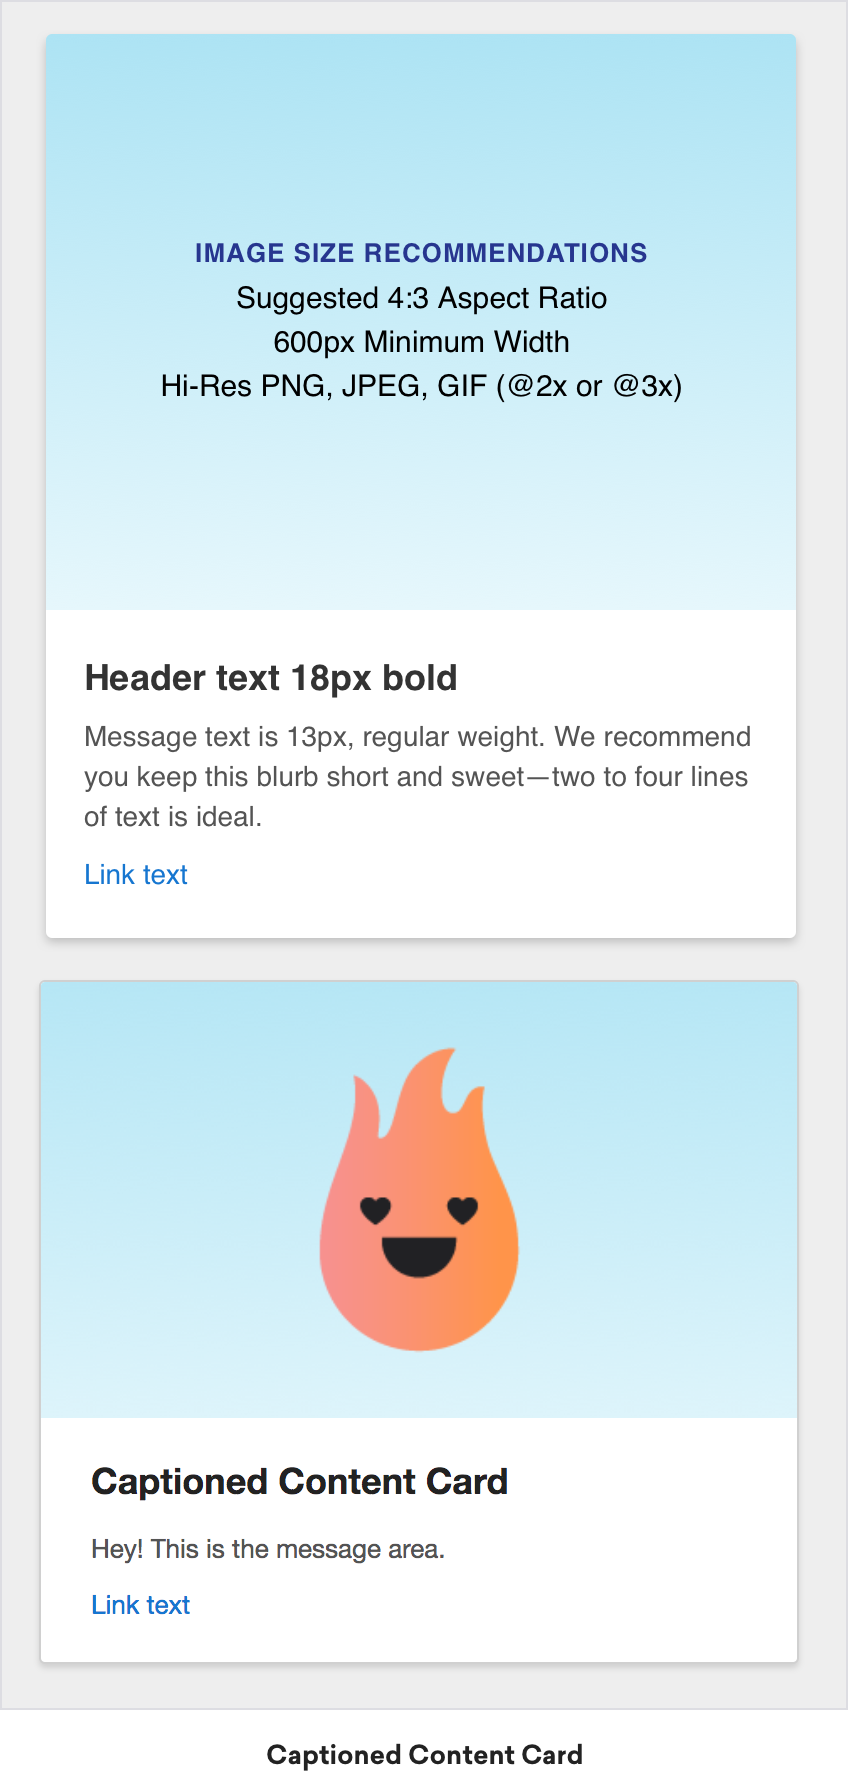 IMAGE SIZE RECOMMENDATIONS
Suggested 4:3 Aspect Ratio
600px Minimum Width
Hi-Res PNG, JPEG, GIF (@2x or @3x)
Header text 18px bold
Message text is 13px, regular weight. We recommend
you keep this blurb short and sweet—two to four lines
of text is ideal.
Link text
Captioned Content Card
Hey! This is the message area.
Link text
Captioned Content Card